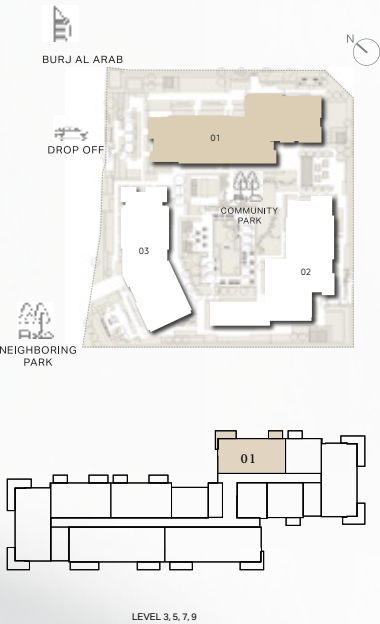 N
BURJ AL ARAB
01
DROP OFF
COMMUNITY
PARK
03
02
NEIGHBORING
PARK
01
LEVEL 3, 5, 7, 9